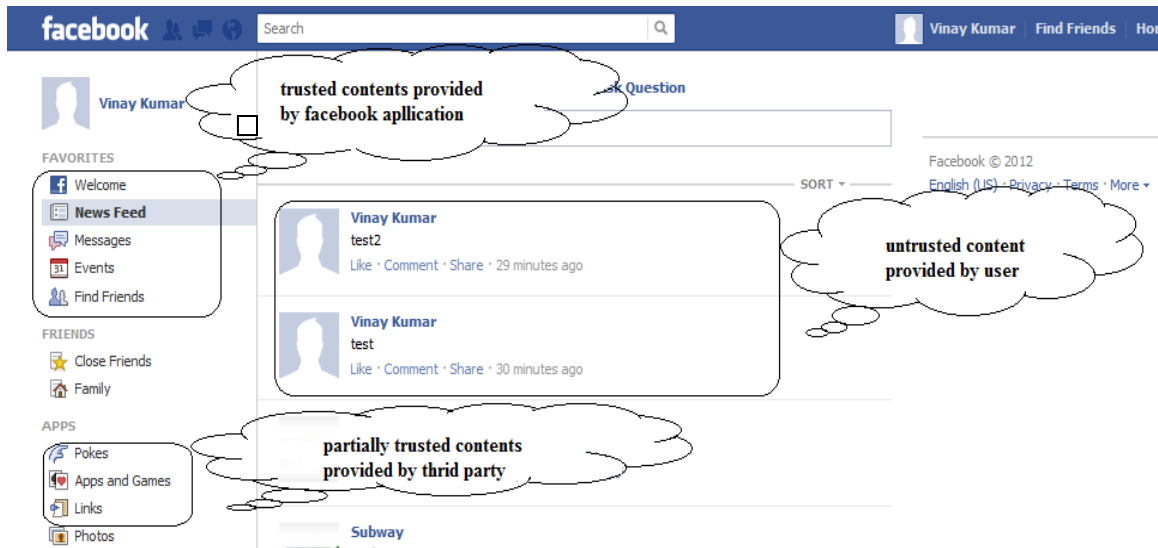 facebook
Search
Vinay Kumar
Find Friends
Hor
Vinay Kumar
trusted contents provided
by facebook apllication
sk Question
FAVORITES
Welcome
News Feed
Messages
31 Events
Find Friends
FRIENDS
Close Friends
Family
APPS
Pokes
Apps and Games
Links
Photos
SORT
Vinay Kumar
test2
Like · Comment · Share · 29 minutes ago
Vinay Kumar
test
Like · Comment · Share · 30 minutes ago
partially trusted contents
provided by thrid party
Subway
Facebook © 2012
English (US) · Privacy · Terms · More
untrusted content
provided by user